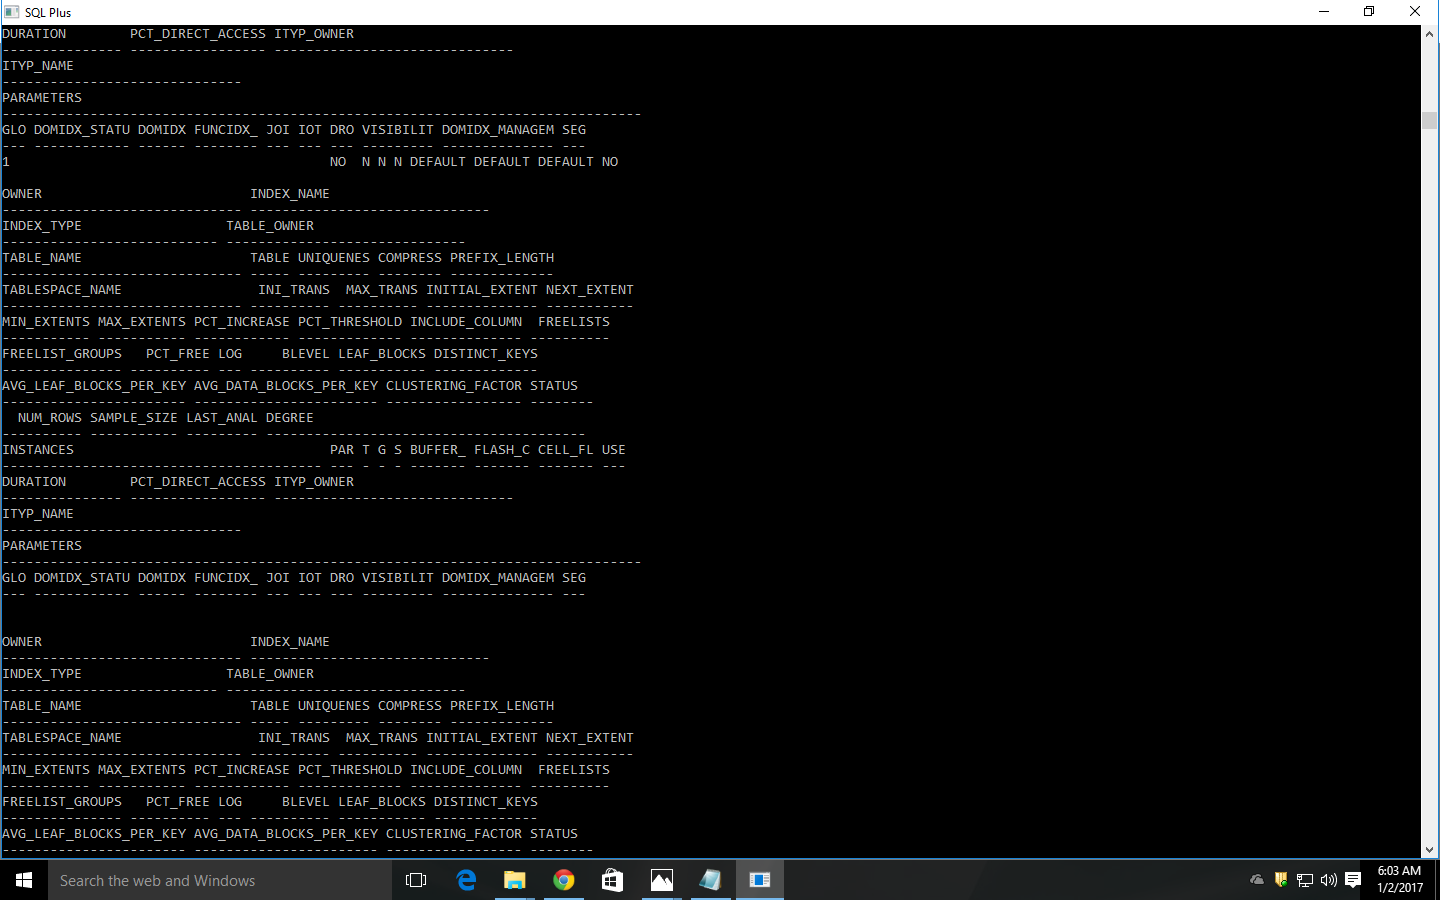 SQL Plus
DURATION        PCT_DIRECT_ACCESS ITYP_OWNER
--------------- ----------------- ------------------------------
ITYP_NAME
------------------------------
PARAMETERS
--------------------------------------------------------------------------------
GLO DOMIDX_STATU DOMIDX FUNCIDX_ JOI IOT DRO VISIBILIT DOMIDX_MANAGEM SEG
--- ------------ ------ -------- --- --- --- --------- -------------- ---
1                                        NO  N N N DEFAULT DEFAULT DEFAULT NO
OWNER                          INDEX_NAME
------------------------------ ------------------------------
INDEX_TYPE                  TABLE_OWNER
--------------------------- ------------------------------
TABLE_NAME                     TABLE UNIQUENES COMPRESS PREFIX_LENGTH
------------------------------ ----- --------- -------- -------------
TABLESPACE_NAME                 INI_TRANS  MAX_TRANS INITIAL_EXTENT NEXT_EXTENT
------------------------------ ---------- ---------- -------------- -----------
MIN_EXTENTS MAX_EXTENTS PCT_INCREASE PCT_THRESHOLD INCLUDE_COLUMN  FREELISTS
----------- ----------- ------------ ------------- -------------- ----------
FREELIST_GROUPS   PCT_FREE LOG     BLEVEL LEAF_BLOCKS DISTINCT_KEYS
--------------- ---------- --- ---------- ----------- -------------
AVG_LEAF_BLOCKS_PER_KEY AVG_DATA_BLOCKS_PER_KEY CLUSTERING_FACTOR STATUS
----------------------- ----------------------- ----------------- --------
  NUM_ROWS SAMPLE_SIZE LAST_ANAL DEGREE
---------- ----------- --------- ----------------------------------------
INSTANCES                                PAR T G S BUFFER_ FLASH_C CELL_FL USE
---------------------------------------- --- - - - ------- ------- ------- ---
DURATION        PCT_DIRECT_ACCESS ITYP_OWNER
--------------- ----------------- ------------------------------
ITYP_NAME
------------------------------
PARAMETERS
--------------------------------------------------------------------------------
GLO DOMIDX_STATU DOMIDX FUNCIDX_ JOI IOT DRO VISIBILIT DOMIDX_MANAGEM SEG
--- ------------ ------ -------- --- --- --- --------- -------------- ---
OWNER                          INDEX_NAME
------------------------------ ------------------------------
INDEX_TYPE                  TABLE_OWNER
--------------------------- ------------------------------
TABLE_NAME                     TABLE UNIQUENES COMPRESS PREFIX_LENGTH
------------------------------ ----- --------- -------- -------------
TABLESPACE_NAME                 INI_TRANS  MAX_TRANS INITIAL_EXTENT NEXT_EXTENT
------------------------------ ---------- ---------- -------------- -----------
MIN_EXTENTS MAX_EXTENTS PCT_INCREASE PCT_THRESHOLD INCLUDE_COLUMN  FREELISTS
----------- ----------- ------------ ------------- -------------- ----------
FREELIST_GROUPS   PCT_FREE LOG     BLEVEL LEAF_BLOCKS DISTINCT_KEYS
--------------- ---------- --- ---------- ----------- -------------
AVG_LEAF_BLOCKS_PER_KEY AVG_DATA_BLOCKS_PER_KEY CLUSTERING_FACTOR STATUS
----------------------- ----------------------- ----------------- --------
Search the web and Windows
6:03 AM
1/2/2017